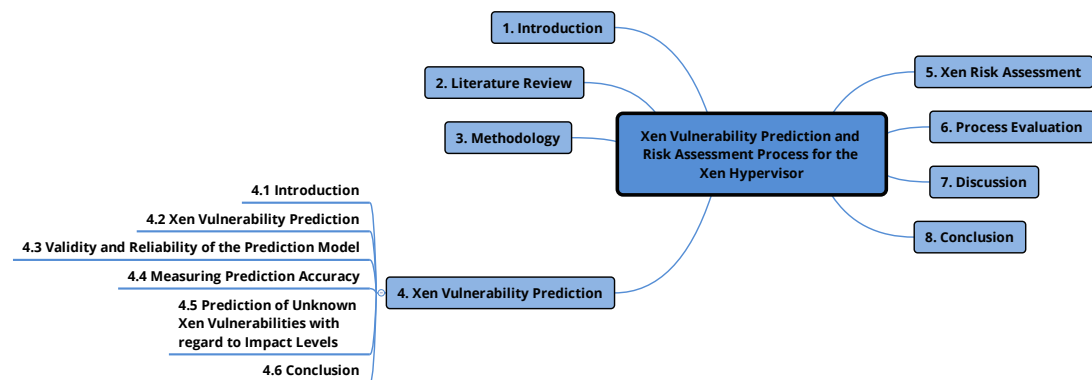 1. Introduction
2. Literature Review
3. Methodology
Xen Vulnerability Prediction and
Risk Assessment Process for the
Xen Hypervisor
4. Xen Vulnerability Prediction
4.1 Introduction
4.2 Xen Vulnerability Prediction
4.3 Validity and Reliability of the Prediction Model
4.4 Measuring Prediction Accuracy
4.5 Prediction of Unknown
Xen Vulnerabilities with
regard to Impact Levels
4.6 Conclusion
5. Xen Risk Assessment
6. Process Evaluation
7. Discussion
8. Conclusion